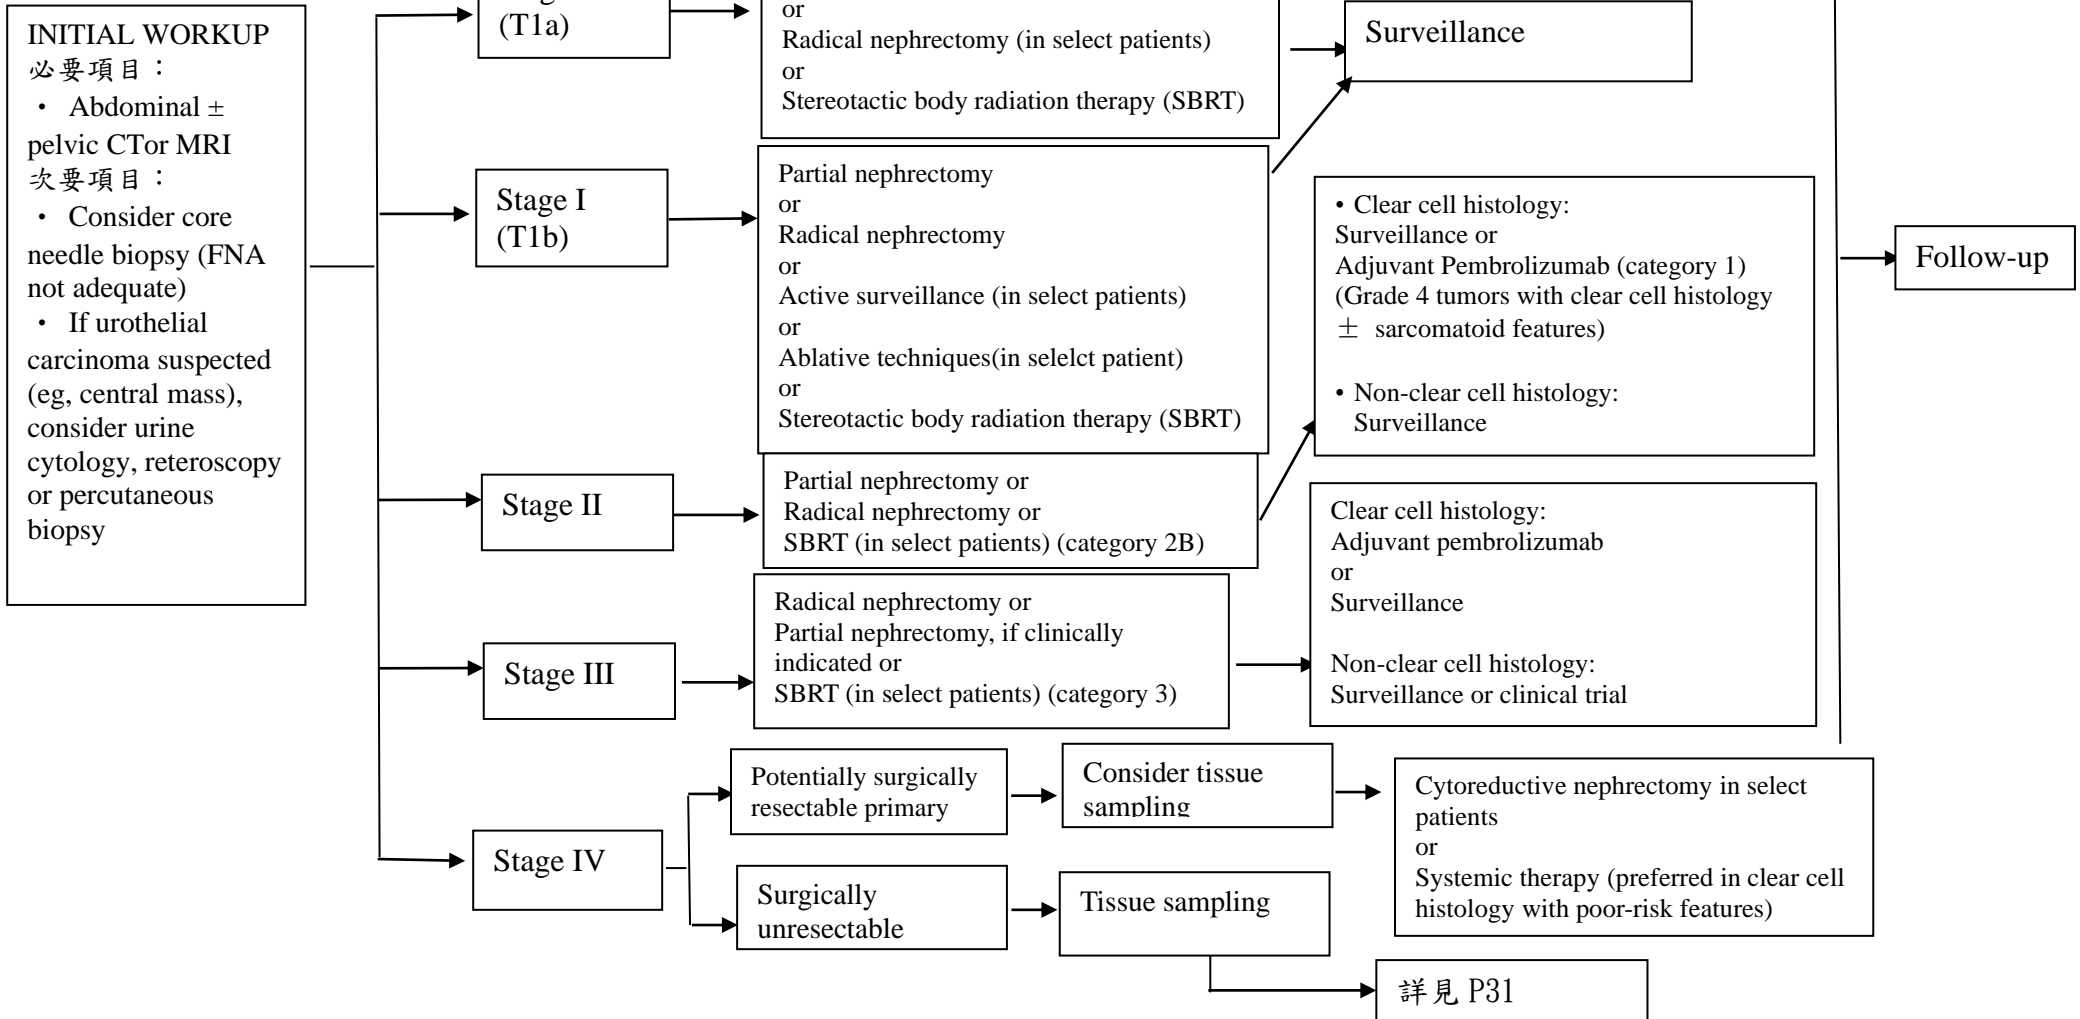 INITIAL WORKUP
必要項目：
• Abdominal ±
pelvic CTor MRI
次要項目：
• Consider core
needle biopsy (FNA
not adequate)
• If urothelial
carcinoma suspected
(eg, central mass),
consider urine
cytology, reteroscopy
or percutaneous
biopsy
(T1a)
or
Radical nephrectomy (in select patients)
or
Stereotactic body radiation therapy (SBRT)
Surveillance
Stage I
(T1b)
Partial nephrectomy
or
Radical nephrectomy
or
Active surveillance (in select patients)
or
Ablative techniques(in selelct patient)
or
Stereotactic body radiation therapy (SBRT)
• Clear cell histology:
Surveillance or
Adjuvant Pembrolizumab (category 1)
(Grade 4 tumors with clear cell histology
± sarcomatoid features)
• Non-clear cell histology:
Surveillance
Follow-up
Stage II
Partial nephrectomy or
Radical nephrectomy or
SBRT (in select patients) (category 2B)
Stage III
Radical nephrectomy or
Partial nephrectomy, if clinically
indicated or
SBRT (in select patients) (category 3)
Clear cell histology:
Adjuvant pembrolizumab
or
Surveillance
Non-clear cell histology:
Surveillance or clinical trial
Stage IV
Potentially surgically
resectable primary
Consider tissue
sampling
Cytoreductive nephrectomy in select
patients
or
Systemic therapy (preferred in clear cell
histology with poor-risk features)
Surgically
unresectable
Tissue sampling
詳見 P31